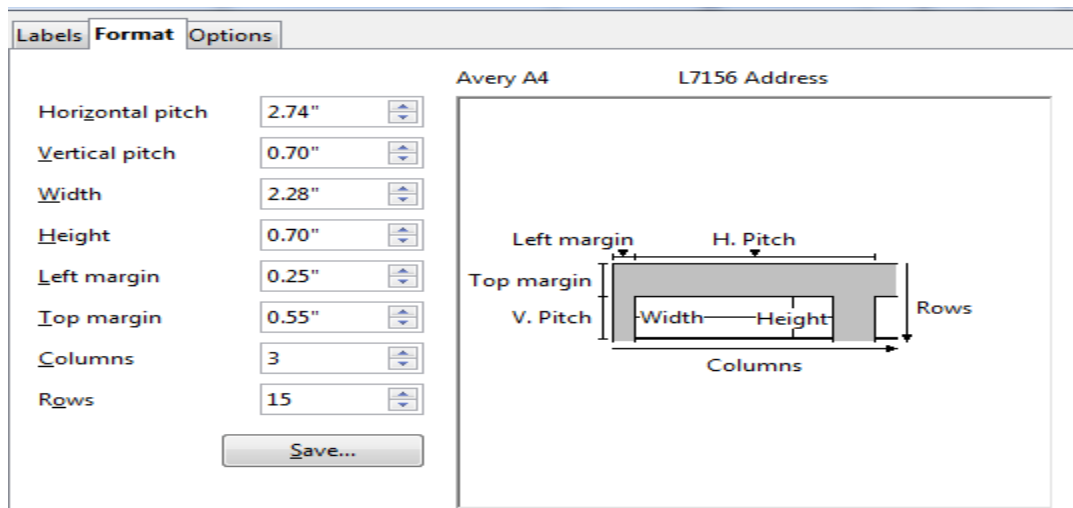 Labels Format Options
Avery A4 L7156 Address
Horizontal pitch 2.74"
Vertical pitch 0.70"
Width 2.28"
Height 0.70"
Left margin 0.25"
Top margin 0.55"
Columns 3
Rows 15
Save...
Left margin H. Pitch
Top margin
V. Pitch Width Height Rows
Columns